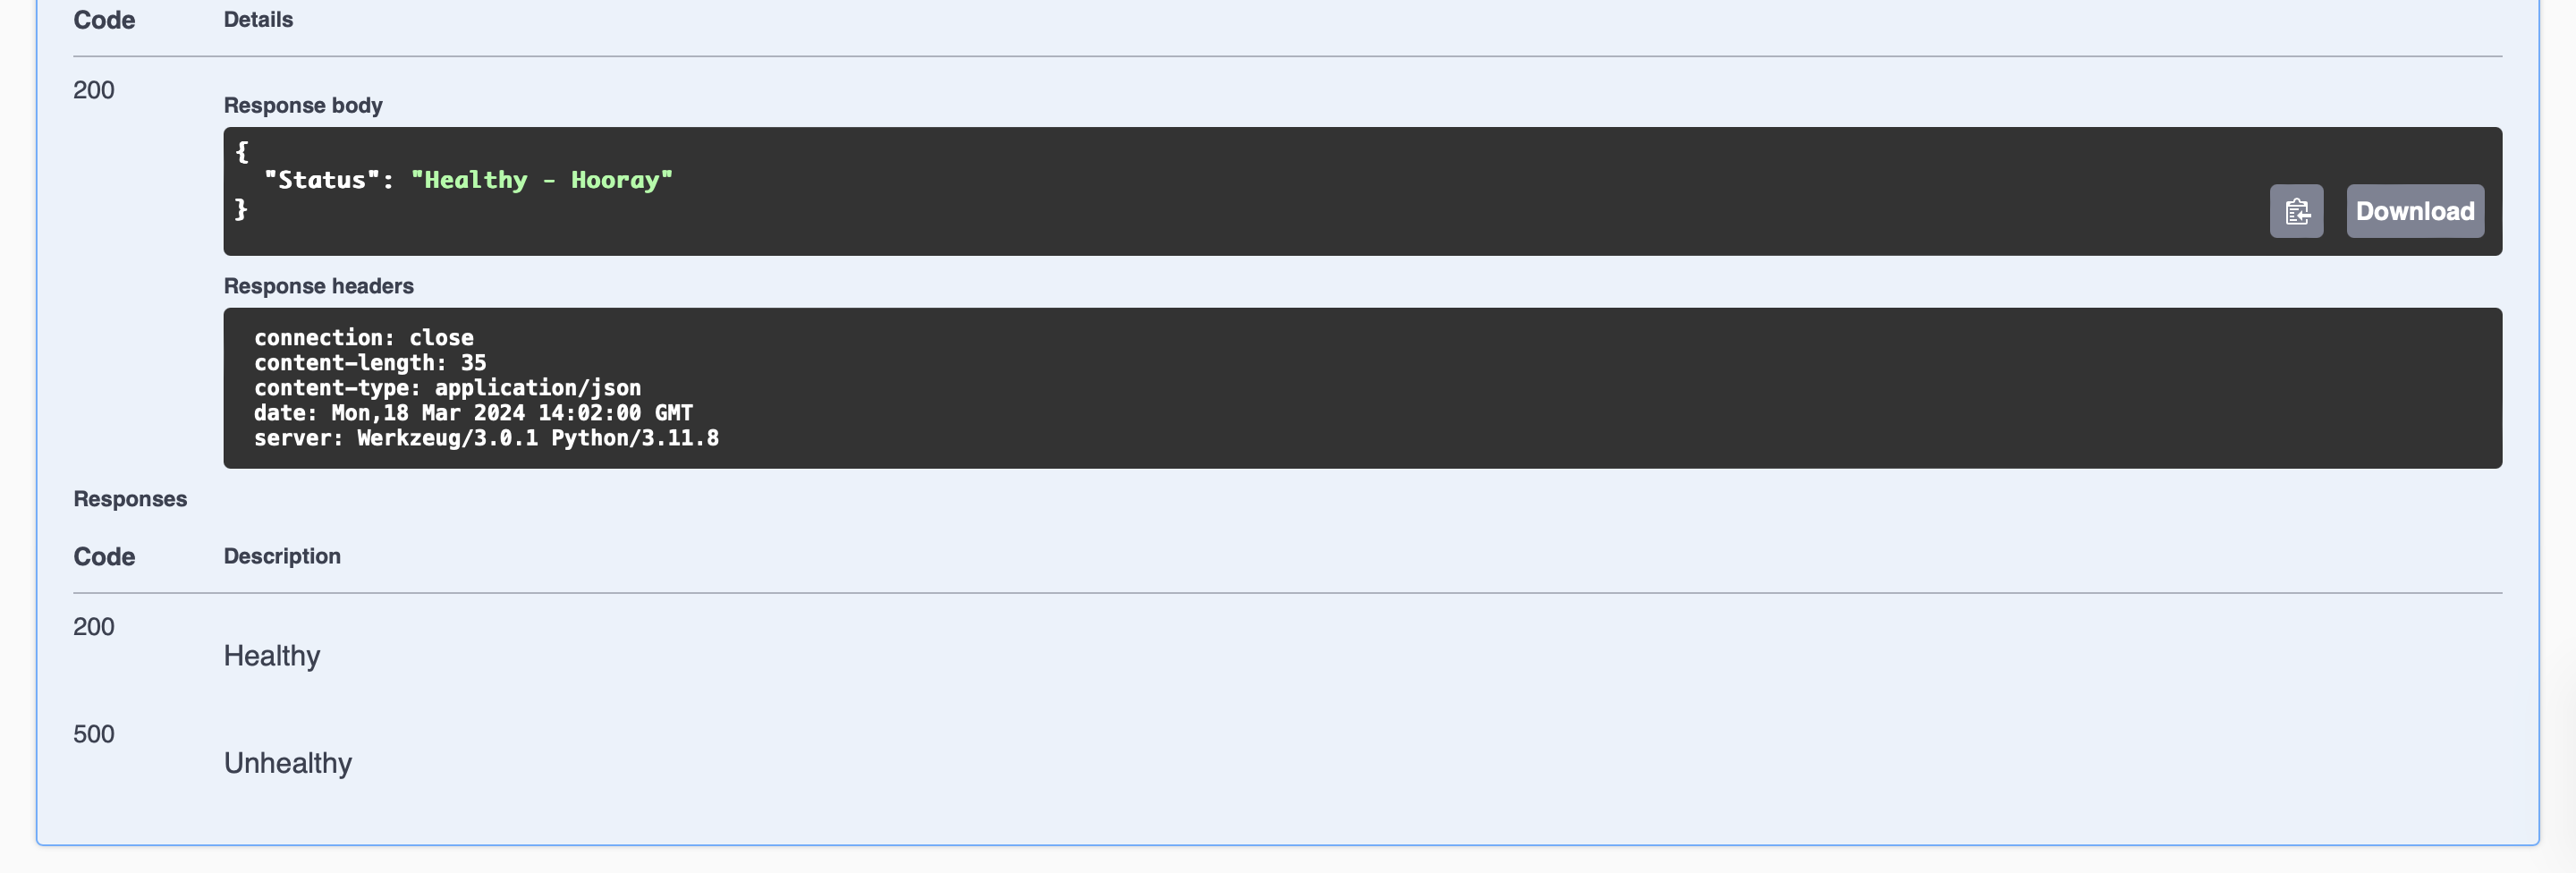 Code Details
200
Response body
{
"Status": "Healthy - Hooray"
}
Download
Response headers
connection: close
content-length: 35
content-type: application/json
date: Mon,18 Mar 2024 14:02:00 GMT
server: Werkzeug/3.0.1 Python/3.11.8
Responses
Code Description
200
Healthy
500
Unhealthy